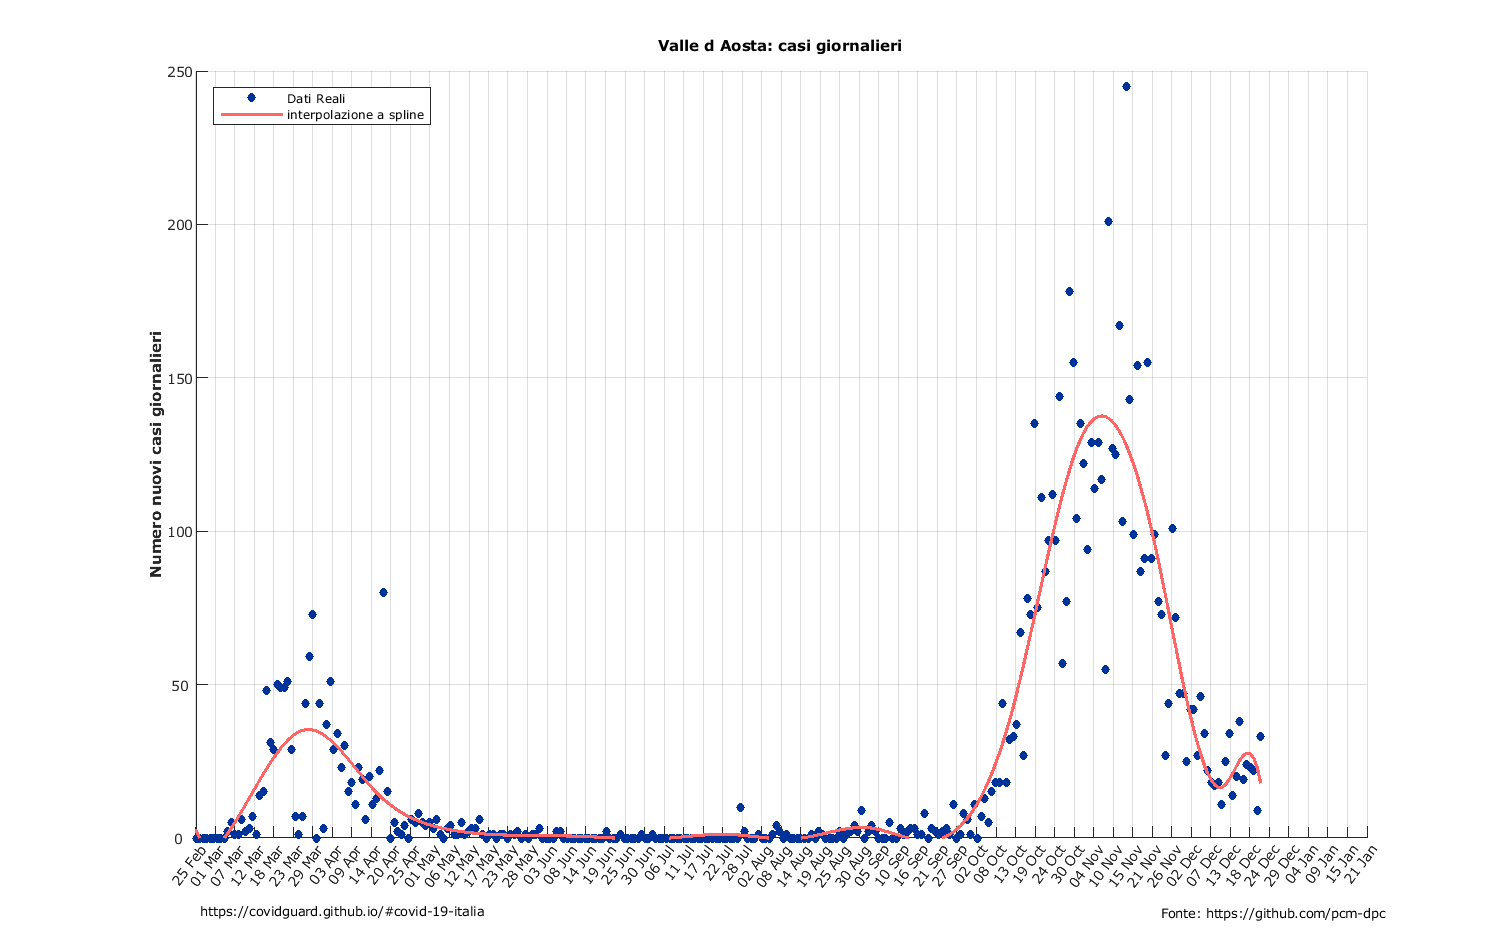 Valle d Aosta: casi giornalieri
Dati Reali
interpolazione a spline
Numero nuovi casi giornalieri
250
200
150
100
50
0
25 Feb
01 Mar
07 Mar
12 Mar
18 Mar
23 Mar
29 Mar
03 Apr
09 Apr
14 Apr
20 Apr
25 Apr
01 May
06 May
12 May
17 May
23 May
28 May
03 Jun
08 Jun
14 Jun
19 Jun
25 Jun
30 Jun
06 Jul
11 Jul
17 Jul
22 Jul
28 Jul
02 Aug
08 Aug
14 Aug
19 Aug
25 Aug
30 Aug
05 Sep
10 Sep
16 Sep
21 Sep
27 Sep
02 Oct
08 Oct
13 Oct
19 Oct
24 Oct
30 Oct
04 Nov
10 Nov
15 Nov
21 Nov
26 Nov
02 Dec
07 Dec
13 Dec
18 Dec
24 Dec
29 Dec
04 Jan
09 Jan
15 Jan
21 Jan
https://covidguard.github.io/#covid-19-italia
Fonte: https://github.com/pcm-dpc